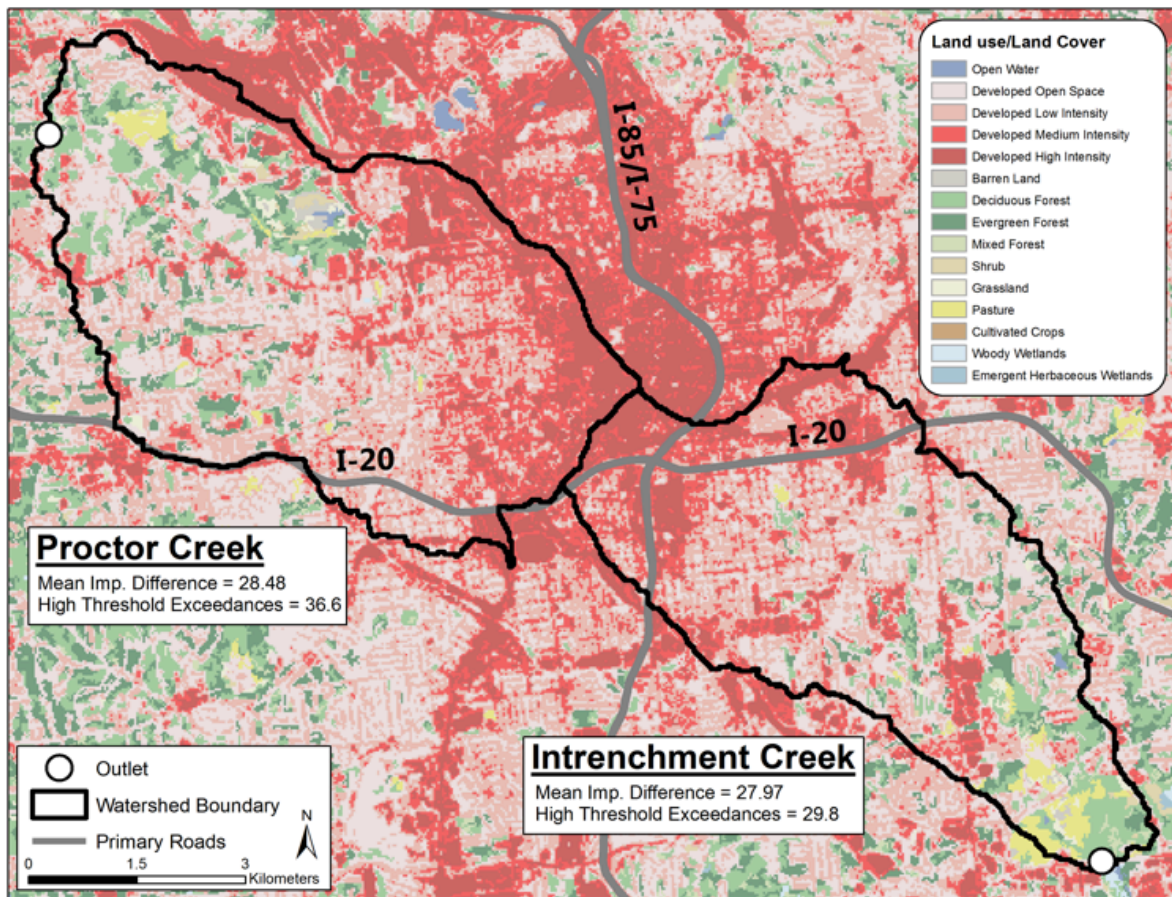 Land use/Land Cover
Open Water
Developed Open Space
Developed Low Intensity
Developed Medium Intensity
Developed High Intensity
Barren Land
Deciduous Forest
Evergreen Forest
Mixed Forest
Shrub
Grassland
Pasture
Cultivated Crops
Woody Wetlands
Emergent Herbaceous Wetlands
I-85/I-75
I-20
I-20
Proctor Creek
Mean Imp. Difference = 28.48
High Threshold Exceedances = 36.6
Intrenchment Creek
Mean Imp. Difference = 27.97
High Threshold Exceedances = 29.8
Outlet
Watershed Boundary
Primary Roads
N
0 1.5 3
Kilometers